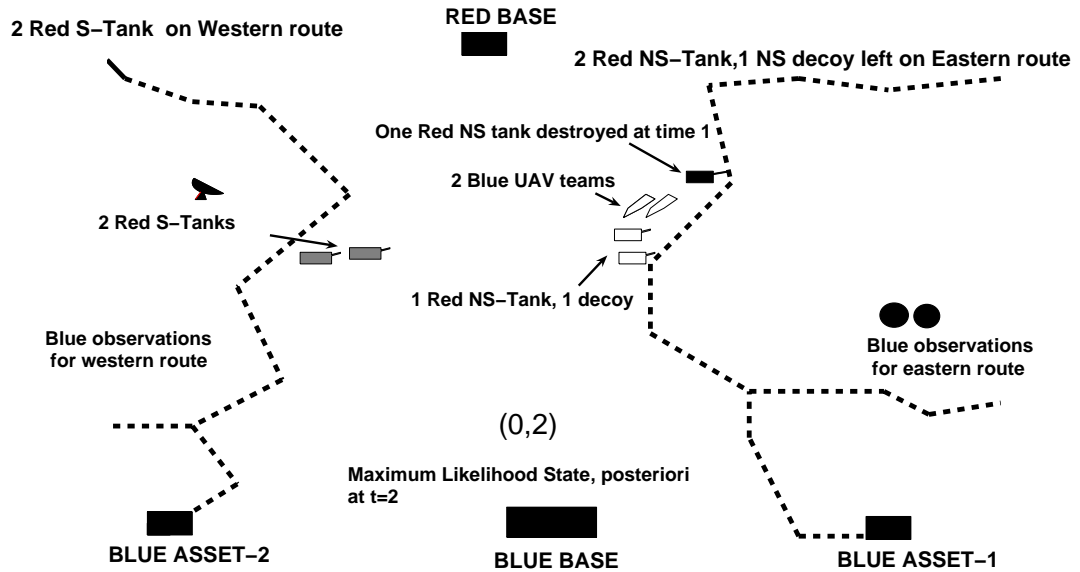 RED BASE
2 Red S−Tank on Western route
2 Red NS−Tank,1 NS decoy left on Eastern route
One Red NS tank destroyed at time 1
2 Blue UAV teams
2 Red S−Tanks
1 Red NS−Tank, 1 decoy
Blue observations
for western route
Blue observations
for eastern route
(0,2)
Maximum Likelihood State, posteriori
at t=2
BLUE ASSET−2
BLUE BASE
BLUE ASSET−1